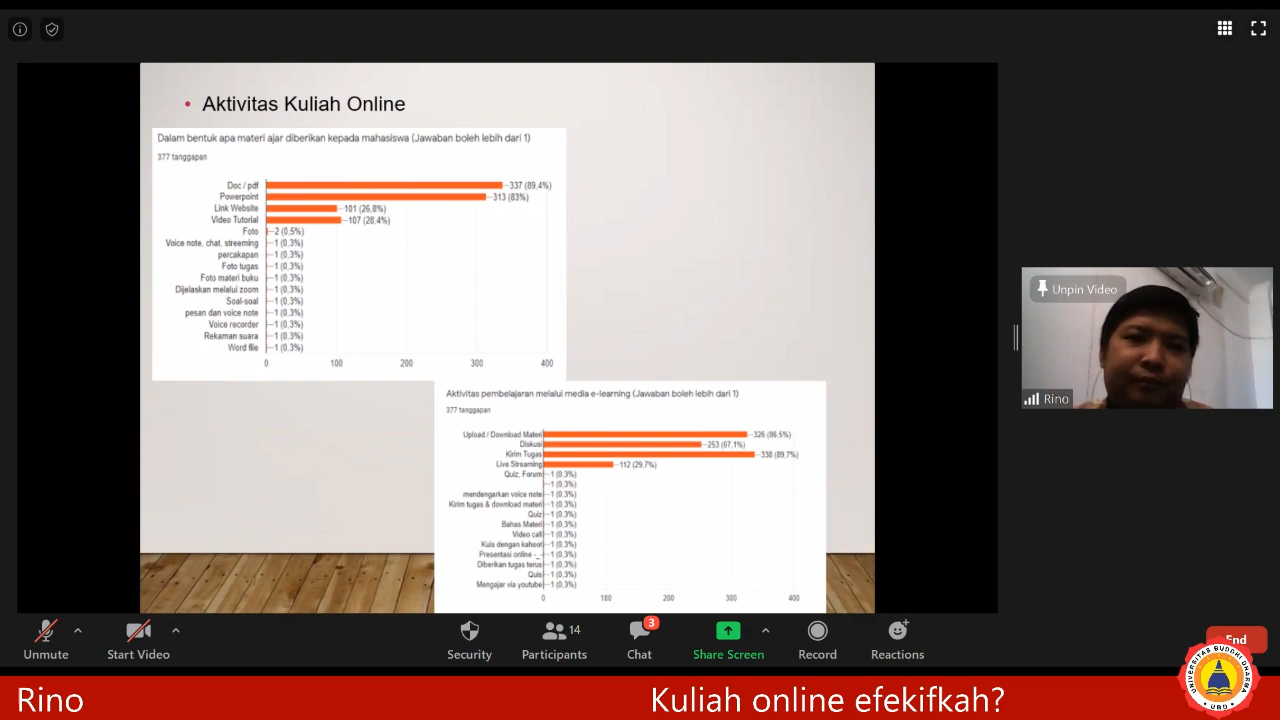 • Aktivitas Kuliah Online
Dalam bentuk apa materi ajar diberikan kepada mahasiswa (Jawaban boleh lebih dari 1)
377 tanggapan
Doc / pdf 337 (89,4%)
Powerpoint 313 (83%)
Link Website 101 (26,8%)
Video Tutorial 107 (28,4%)
Foto 2 (0,5%)
Voice note, chat, streeming 1 (0,3%)
percakapan 1 (0,3%)
Foto tugas 1 (0,3%)
Foto materi buku 1 (0,3%)
Dijelaskan melalui zoom 1 (0,3%)
Soal-soal 1 (0,3%)
pesan dan voice note 1 (0,3%)
Voice recorder 1 (0,3%)
Rekaman suara 1 (0,3%)
Word file 1 (0,3%)
0 100 200 300 400
Aktivitas pembelajaran melalui media e-learning (Jawaban boleh lebih dari 1)
377 tanggapan
Upload / Download Materi 326 (86,5%)
Diskusi 253 (67,1%)
Kirim Tugas 338 (89,7%)
Live Streaming 112 (29,7%)
Quiz, Forum 1 (0,3%)
1 (0,3%)
mendengarkan voice note 1 (0,3%)
Kirim tugas & download materi 1 (0,3%)
Quiz 1 (0,3%)
Bahas Materi 1 (0,3%)
Video call 1 (0,3%)
Kuis dengan kahoot 1 (0,3%)
Presentasi online -_- 1 (0,3%)
Diberikan tugas terus 1 (0,3%)
Quis 1 (0,3%)
Mengajar via youtube 1 (0,3%)
0 100 200 300 400
Unpin Video
Rino
Unmute
Start Video
Security
14
Participants
3
Chat
Share Screen
Record
Reactions
End
UNIVERSITAS BUDDHI DHARMA
UBD
Rino
Kuliah online efekifkah?